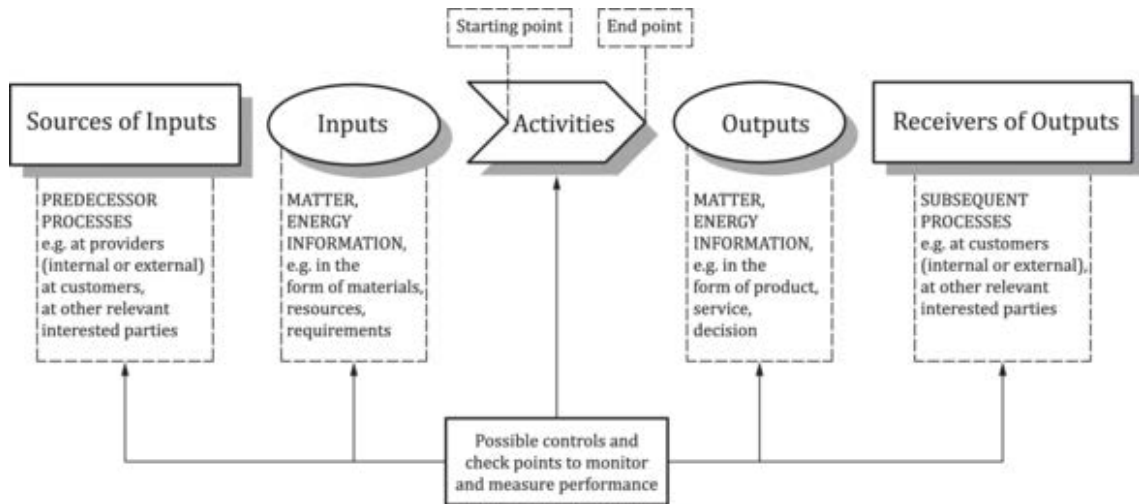 Starting point
End point
Sources of Inputs
Inputs
Activities
Outputs
Receivers of Outputs
PREDECESSOR
PROCESSES
e.g. at providers
(internal or external)
at customers,
at other relevant
interested parties
MATTER,
ENERGY
INFORMATION,
e.g. in the
form of materials,
resources,
requirements
MATTER,
ENERGY
INFORMATION,
e.g. in the
form of product,
service,
decision
SUBSEQUENT
PROCESSES
e.g. at customers
(internal or external),
at other relevant
interested parties
Possible controls and
check points to monitor
and measure performance